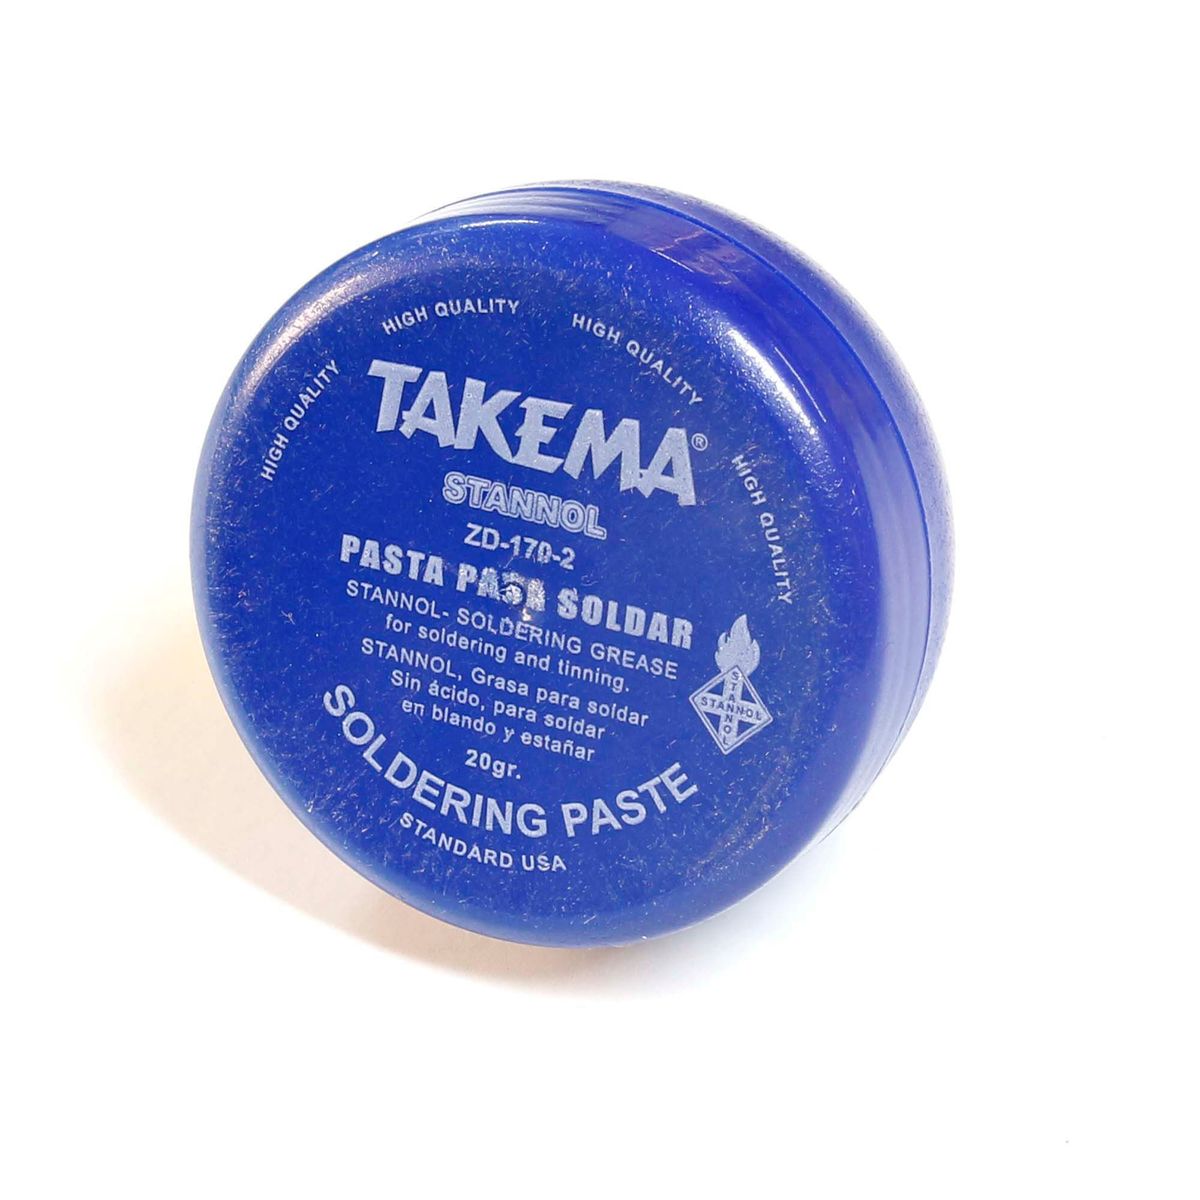 HIGH QUALITY
HIGH QUALITY
HIGH QUALITY
HIGH QUALITY
TAKEMA®
STANNOL
ZD-170-2
PASTA PARA SOLDAR
STANNOL- SOLDERING GREASE
for soldering and tinning.
STANNOL, Grasa para soldar
Sin ácido, para soldar
en blando y estañar
20gr.
STANNOL
STANNOL
SOLDERING PASTE
STANDARD USA